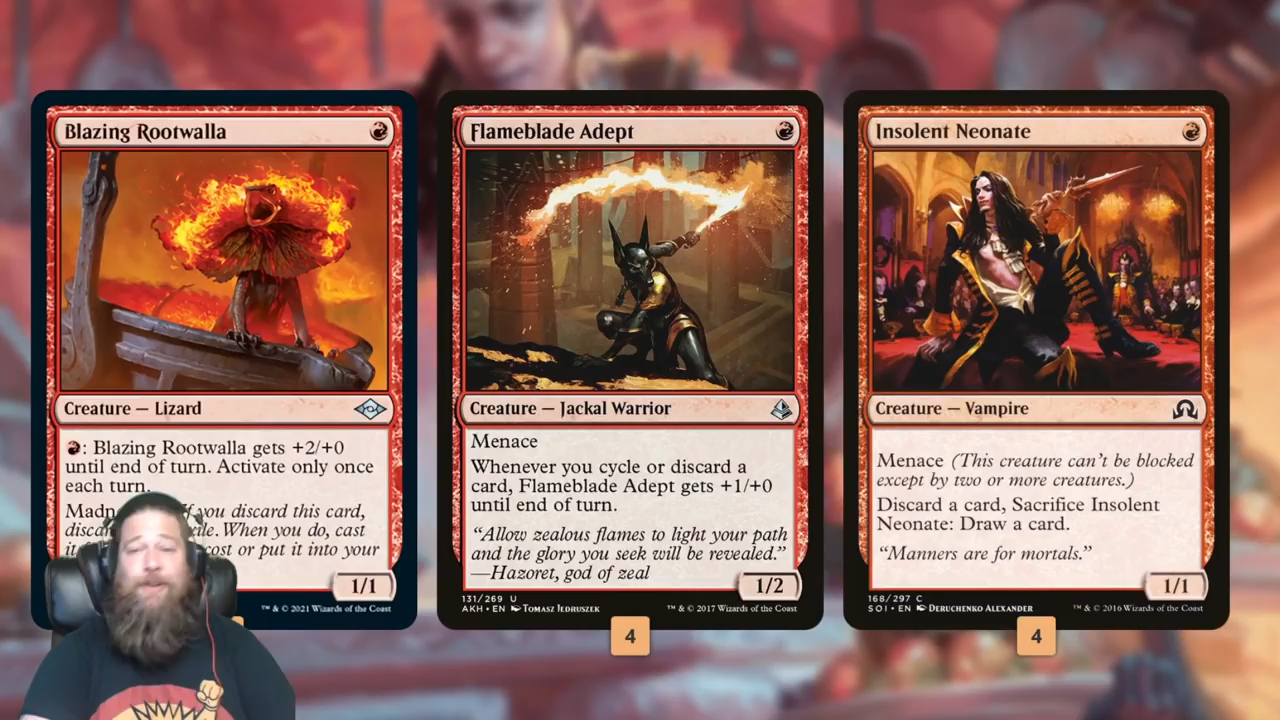 Blazing Rootwalla
Creature — Lizard
: Blazing Rootwalla gets +2/+0
until end of turn. Activate only once
each turn.
f you discard this card,
cile. When you do, cast
it cost or put it into your
1/1
™ & © 2021 Wizards of the Coast
Flameblade Adept
Creature — Jackal Warrior
Menace
Whenever you cycle or discard a
card, Flameblade Adept gets +1/+0
until end of turn.
“Allow zealous flames to light your path
and the glory you seek will be revealed.”
—Hazoret, god of zeal
1/2
131/269 U
AKH • EN Tomasz Jedruszek
™ & © 2017 Wizards of the Coast
4
Insolent Neonate
Creature — Vampire
Menace (This creature can’t be blocked
except by two or more creatures.)
Discard a card, Sacrifice Insolent
Neonate: Draw a card.
“Manners are for mortals.”
1/1
168/297 C
SOI • EN Deruchenko Alexander
™ & © 2016 Wizards of the Coast
4